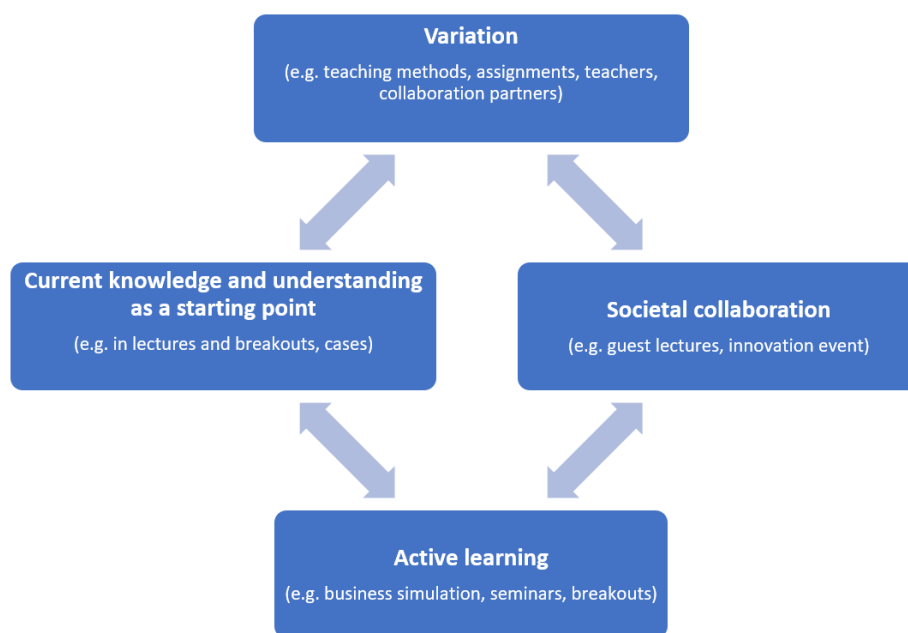 Variation
(e.g. teaching methods, assignments, teachers,
collaboration partners)
Current knowledge and understanding
as a starting point
(e.g. in lectures and breakouts, cases)
Societal collaboration
(e.g. guest lectures, innovation event)
Active learning
(e.g. business simulation, seminars, breakouts)